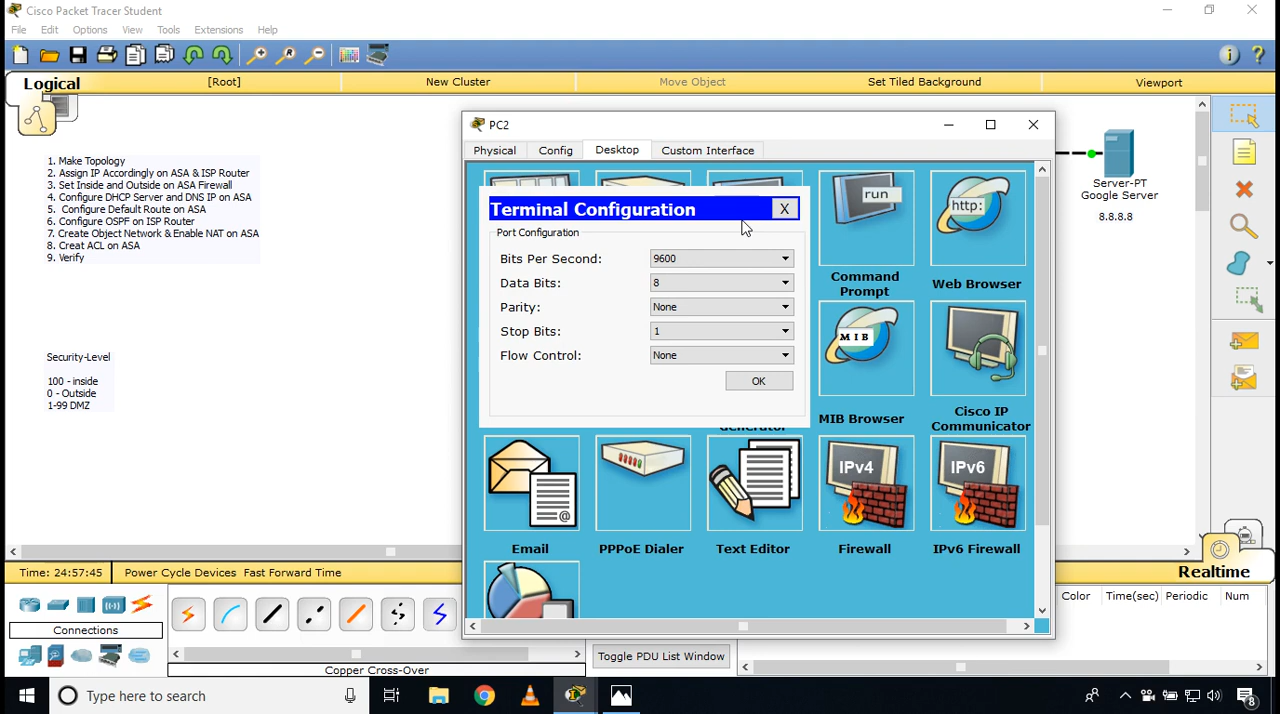 Cisco Packet Tracer Student
File Edit Options View Tools Extensions Help
Logical
[Root]
New Cluster
Move Object
Set Tiled Background
Viewport
1. Make Topology
2. Assign IP Accordingly on ASA & ISP Router
3. Set Inside and Outside on ASA Firewall
4. Configure DHCP Server and DNS IP on ASA
5. Configure Default Route on ASA
6. Configure OSPF on ISP Router
7. Create Object Network & Enable NAT on ASA
8. Creat ACL on ASA
9. Verify
Security-Level
100 - inside
0 - Outside
1-99 DMZ
PC2
Physical
Config
Desktop
Custom Interface
Terminal Configuration
X
Port Configuration
Bits Per Second:
9600
Data Bits:
8
Parity:
None
Stop Bits:
1
Flow Control:
None
OK
run
Command
Prompt
http:
Web Browser
MIB
MIB Browser
Cisco IP
Communicator
@
Email
PPPoE Dialer
Text Editor
IPv4
Firewall
IPv6
IPv6 Firewall
Server-PT
Google Server
8.8.8.8
Time: 24:57:45
Power Cycle Devices Fast Forward Time
Realtime
Connections
Copper Cross-Over
Toggle PDU List Window
Color
Time(sec)
Periodic
Num
Type here to search
8